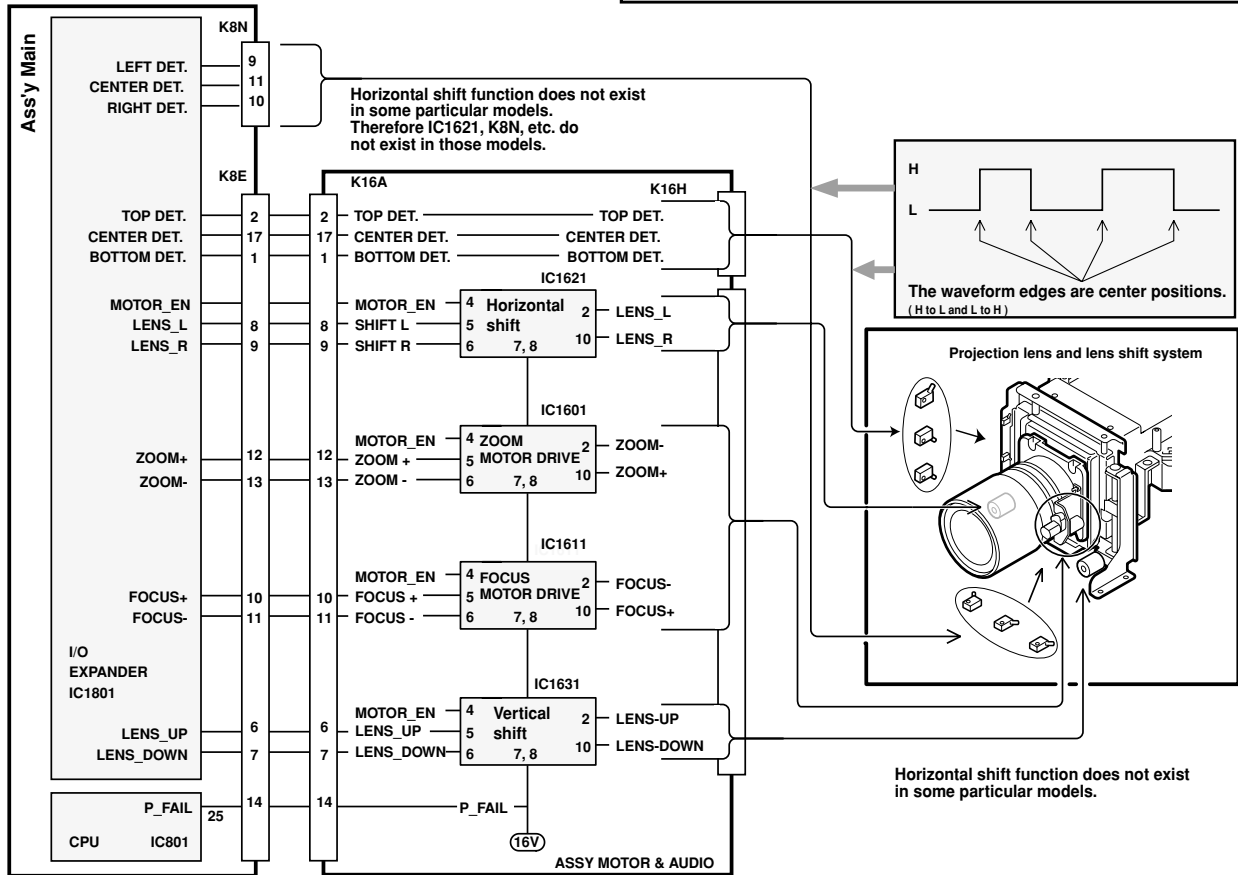 Ass'y Main
K8N
LEFT DET. 9
CENTER DET. 11
RIGHT DET. 10
Horizontal shift function does not exist
in some particular models.
Therefore IC1621, K8N, etc. do
not exist in those models.
K8E
K16A
K16H
TOP DET. 2 2 TOP DET. TOP DET.
CENTER DET. 17 17 CENTER DET. CENTER DET.
BOTTOM DET. 1 1 BOTTOM DET. BOTTOM DET.
H
L
The waveform edges are center positions.
( H to L and L to H )
IC1621
MOTOR_EN MOTOR_EN 4 Horizontal 2 LENS_L
LENS_L 8 8 SHIFT L 5 shift
LENS_R 9 9 SHIFT R 6 7, 8 10 LENS_R
Projection lens and lens shift system
IC1601
MOTOR_EN 4 ZOOM 2 ZOOM-
ZOOM+ 12 12 ZOOM + 5 MOTOR DRIVE
ZOOM- 13 13 ZOOM - 6 7, 8 10 ZOOM+
IC1611
MOTOR_EN 4 FOCUS 2 FOCUS-
FOCUS+ 10 10 FOCUS + 5 MOTOR DRIVE
FOCUS- 11 11 FOCUS - 6 7, 8 10 FOCUS+
I/O
EXPANDER
IC1801
IC1631
MOTOR_EN 4 Vertical 2 LENS-UP
LENS_UP 6 6 LENS_UP 5 shift
LENS_DOWN 7 7 LENS_DOWN 6 7, 8 10 LENS-DOWN
Horizontal shift function does not exist
in some particular models.
P_FAIL 25 14 14 P_FAIL
CPU IC801
16V
ASSY MOTOR & AUDIO